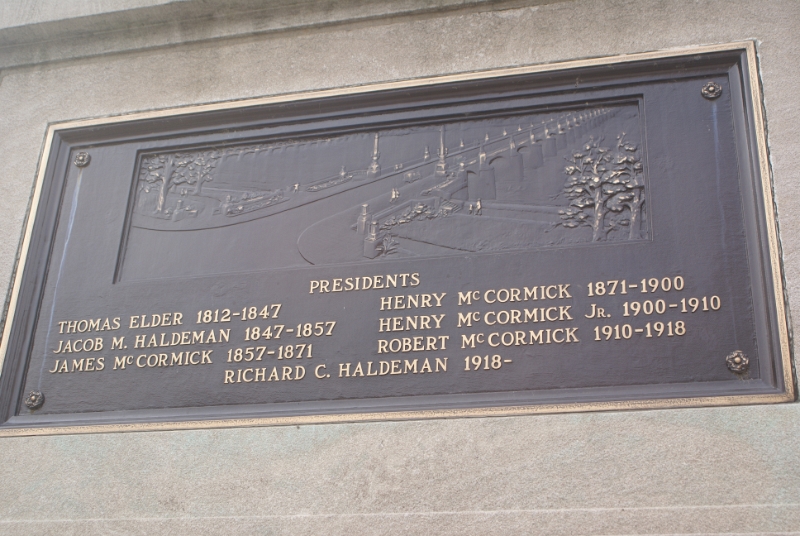 PRESIDENTS
THOMAS ELDER 1812-1847
JACOB M. HALDEMAN 1847-1857
JAMES McCORMICK 1857-1871
HENRY McCORMICK 1871-1900
HENRY McCORMICK JR. 1900-1910
ROBERT McCORMICK 1910-1918
RICHARD C. HALDEMAN 1918-